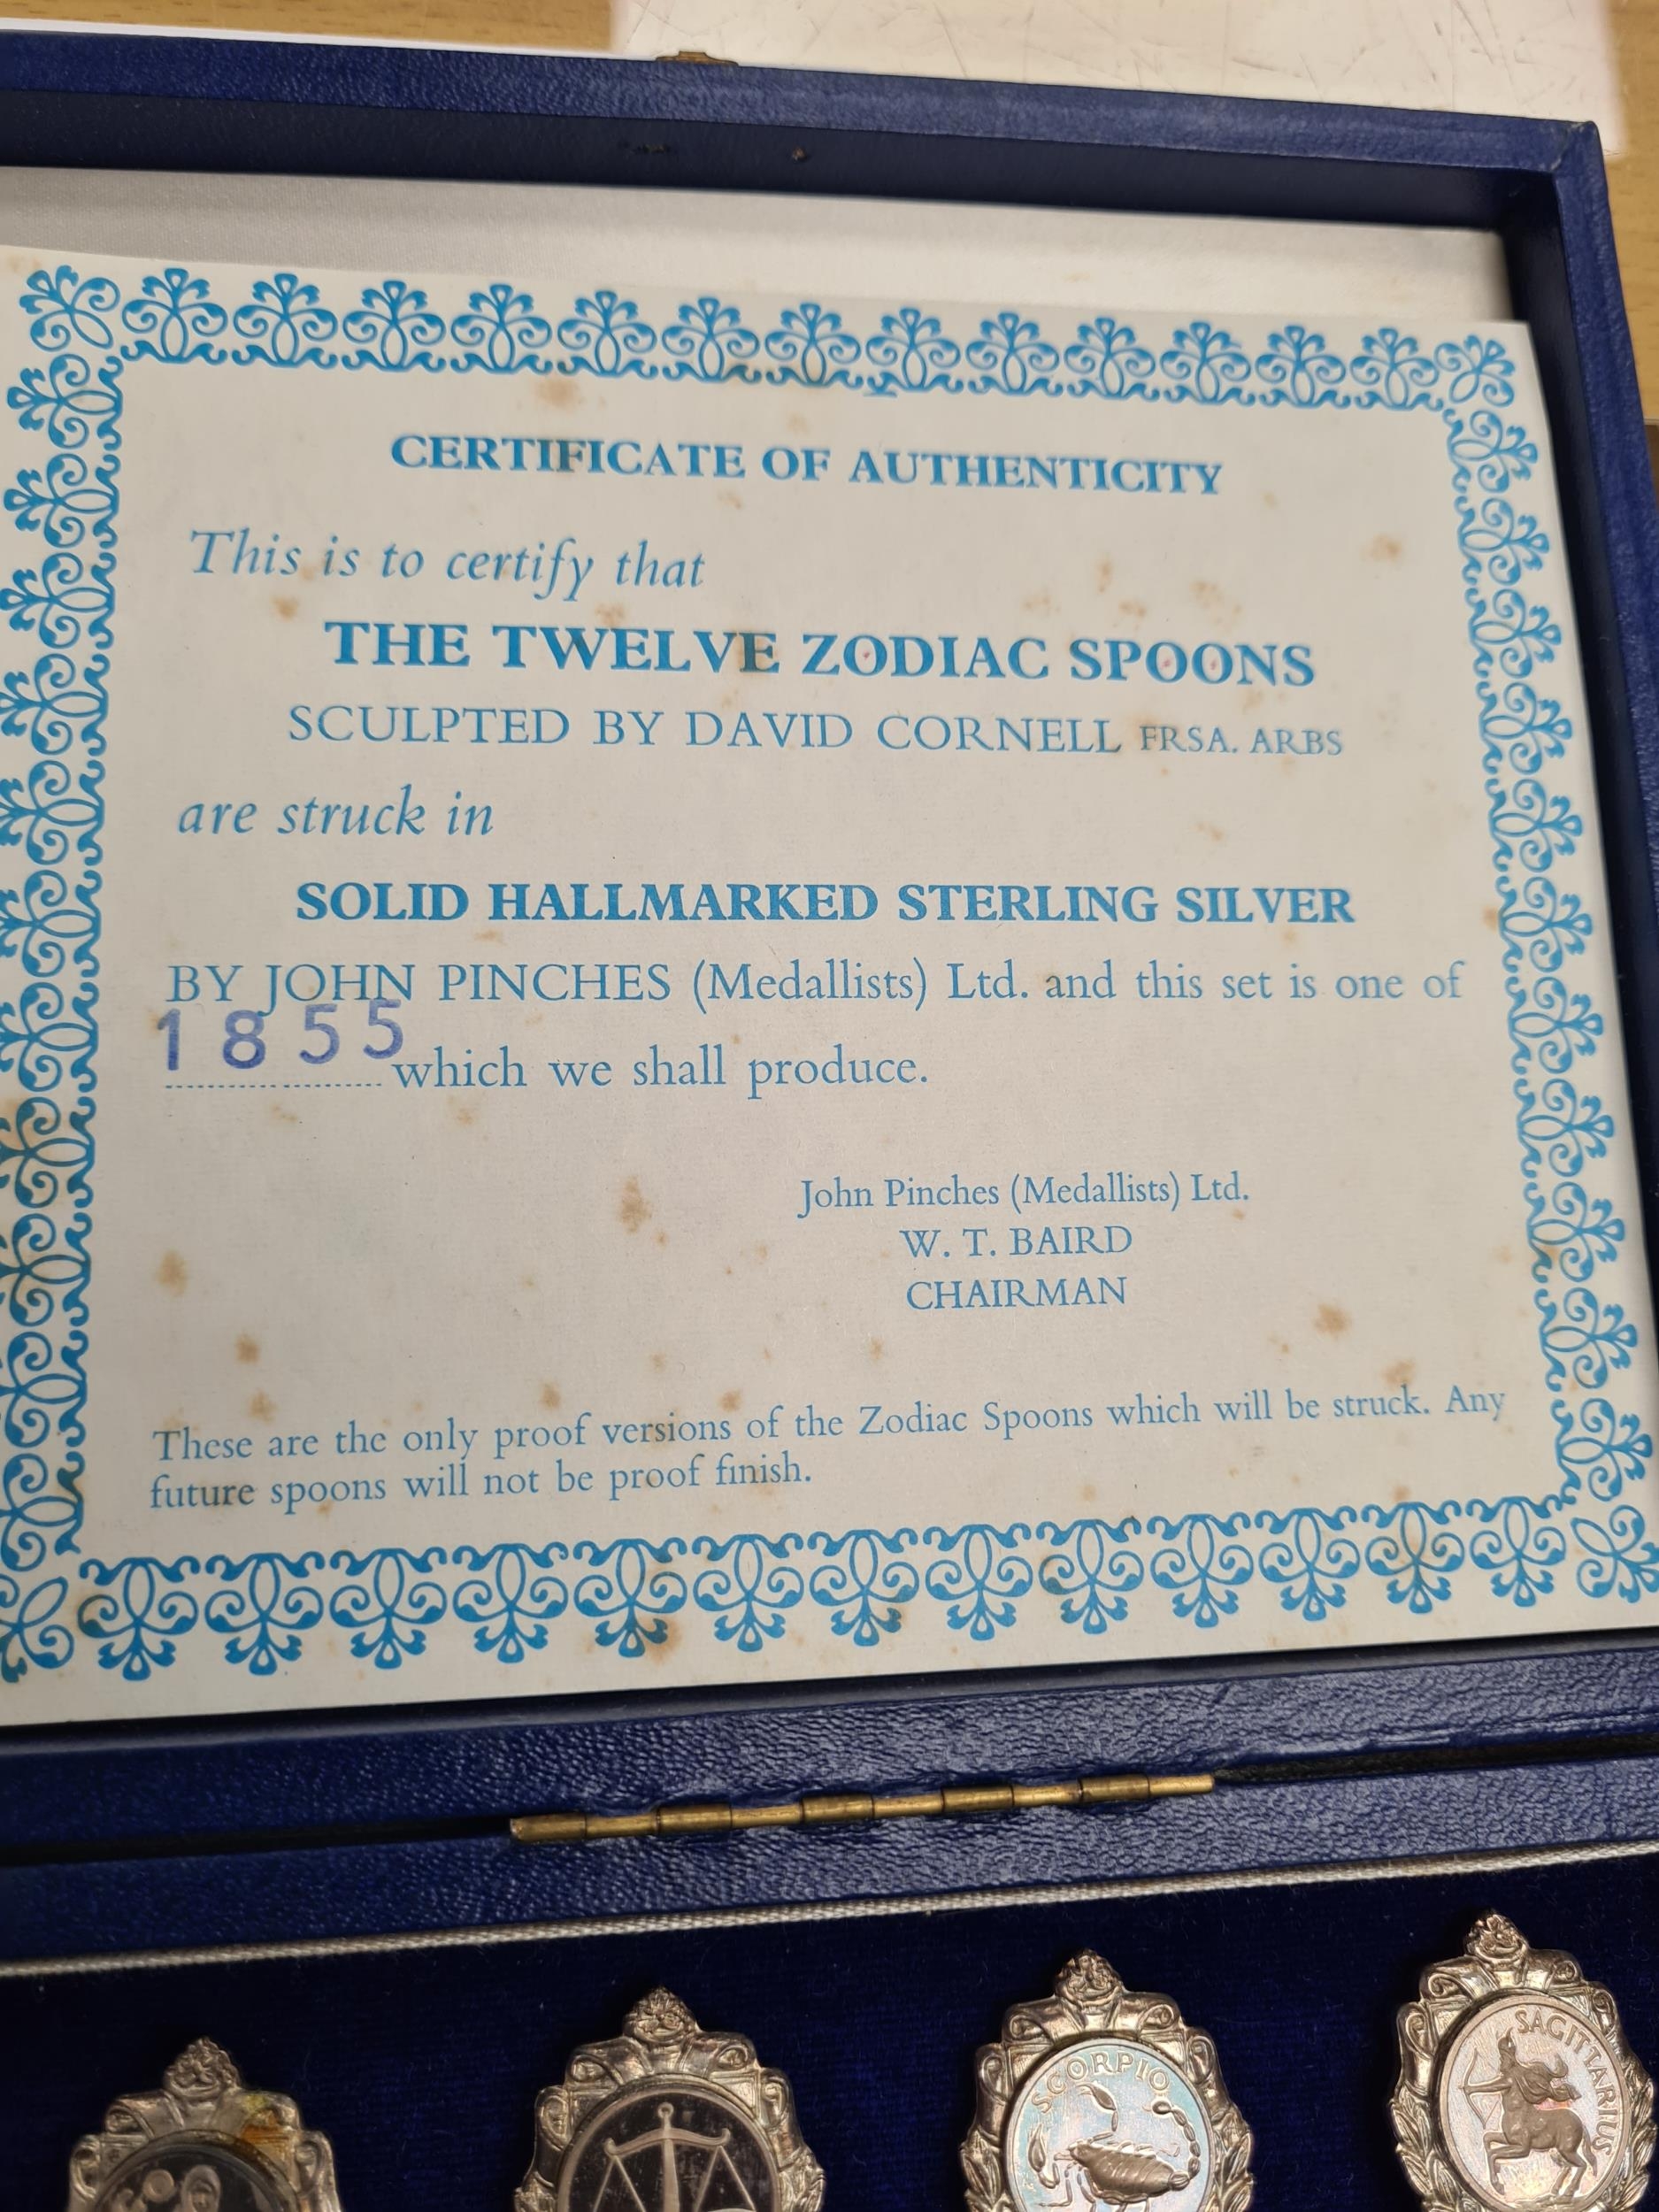 CERTIFICATE OF AUTHENTICITY
This is to certify that
THE TWELVE ZODIAC SPOONS
SCULPTED BY DAVID CORNELL FRSA. ARBS
are struck in
SOLID HALLMARKED STERLING SILVER
BY JOHN PINCHES (Medallists) Ltd. and this set is one of
1855 which we shall produce.
John Pinches (Medallists) Ltd.
W. T. BAIRD
CHAIRMAN
These are the only proof versions of the Zodiac Spoons which will be struck. Any
future spoons will not be proof finish.
SCORPIO
SAGITTARIUS